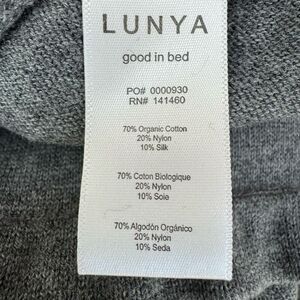 LUNYA
good in bed
PO# 0000930
RN# 141460
70% Organic Cotton
20% Nylon
10% Silk
70% Coton Biologique
20% Nylon
10% Soie
70% Algodón Orgánico
20% Nylon
10% Seda